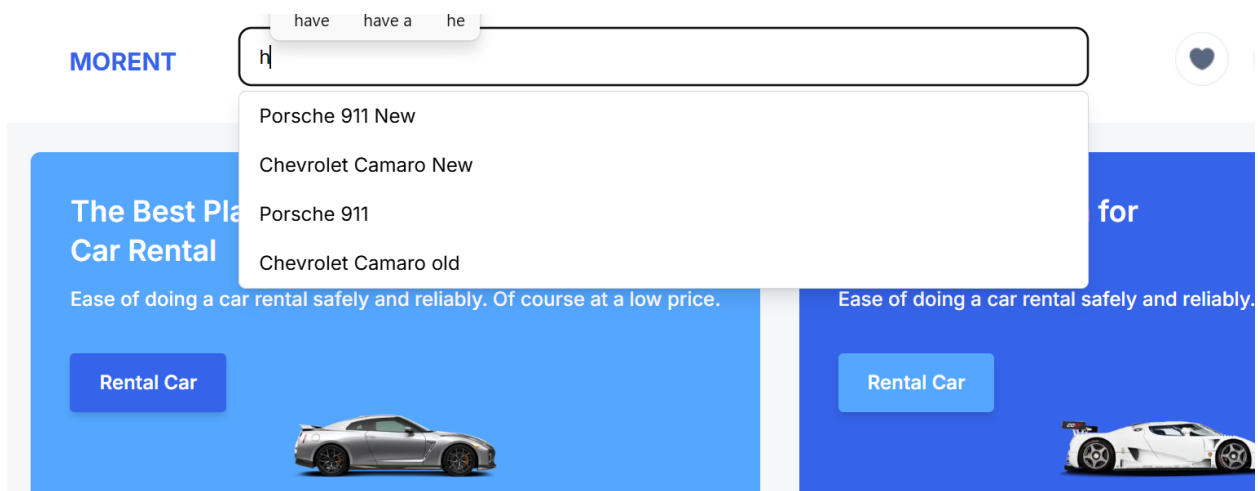 have have a he
MORENT
h
Porsche 911 New
Chevrolet Camaro New
Porsche 911
Chevrolet Camaro old
The Best
Car Rental
Ease of doing a car rental safely and reliably. Of course at a low price.
Rental Car
for
Ease of doing a car rental safely and reliably.
Rental Car